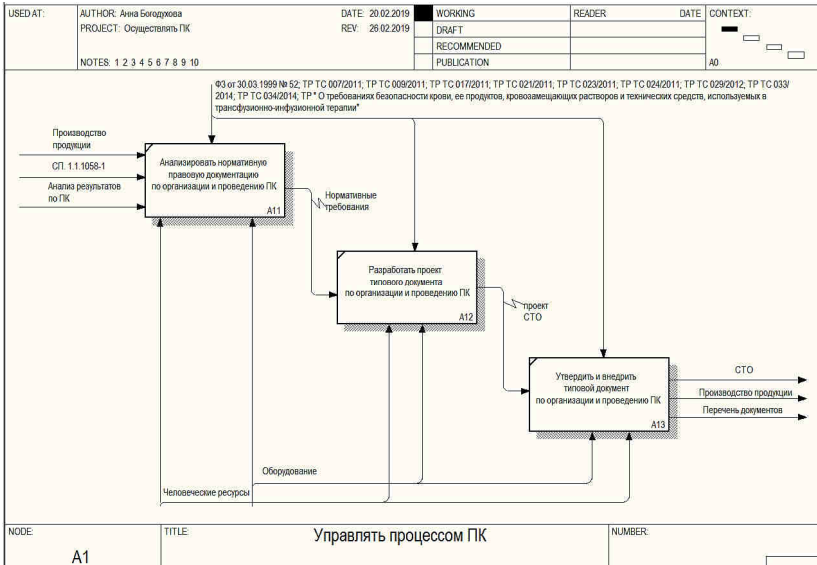 USED AT:
AUTHOR: Анна Богодухова
DATE: 20.02.2019
PROJECT: Осуществлять ПК
REV: 26.02.2019
NOTES: 1 2 3 4 5 6 7 8 9 10
WORKING
DRAFT
RECOMMENDED
PUBLICATION
READER
DATE
CONTEXT:
A0
ФЗ от 30.03.1999 № 52; ТР ТС 007/2011; ТР ТС 009/2011; ТР ТС 017/2011; ТР ТС 021/2011; ТР ТС 023/2011; ТР ТС 024/2011; ТР ТС 029/2012; ТР ТС 033/
2014; ТР ТС 034/2014; ТР " О требованиях безопасности крови, ее продуктов, кровозамещающих растворов и технических средств, используемых в
трансфузионно-инфузионной терапии"
Производство
продукции
СП. 1.1.1058-1
Анализ результатов
по ПК
Анализировать нормативную
правовую документацию
по организации и проведению ПК
A11
Нормативные
требования
Разработать проект
типового документа
по организации и проведению ПК
A12
проект
СТО
Утвердить и внедрить
типовой документ
по организации и проведению ПК
A13
СТО
Производство продукции
Перечень документов
Оборудование
Человеческие ресурсы
NODE:
A1
TITLE:
Управлять процессом ПК
NUMBER: